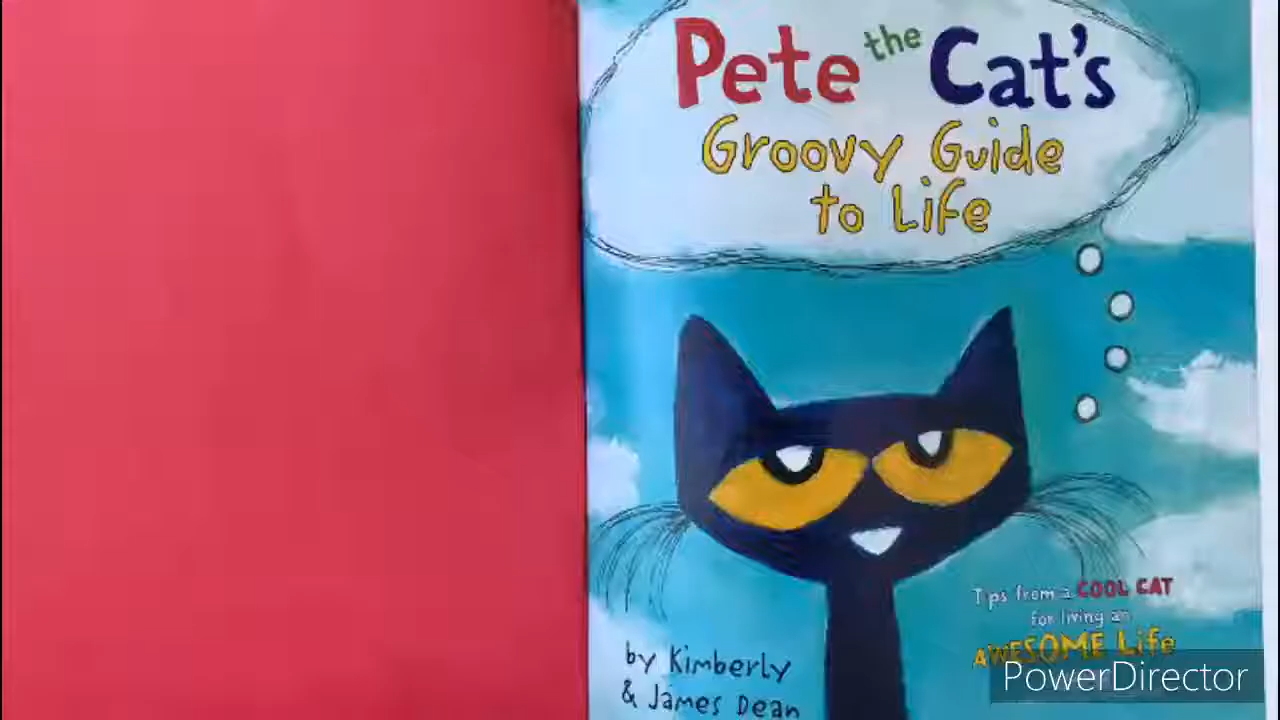 Pete the Cat's
Groovy Guide
to Life
Tips from a COOL CAT
for living an
AWESOME Life
by Kimberly
& James Dean
PowerDirector